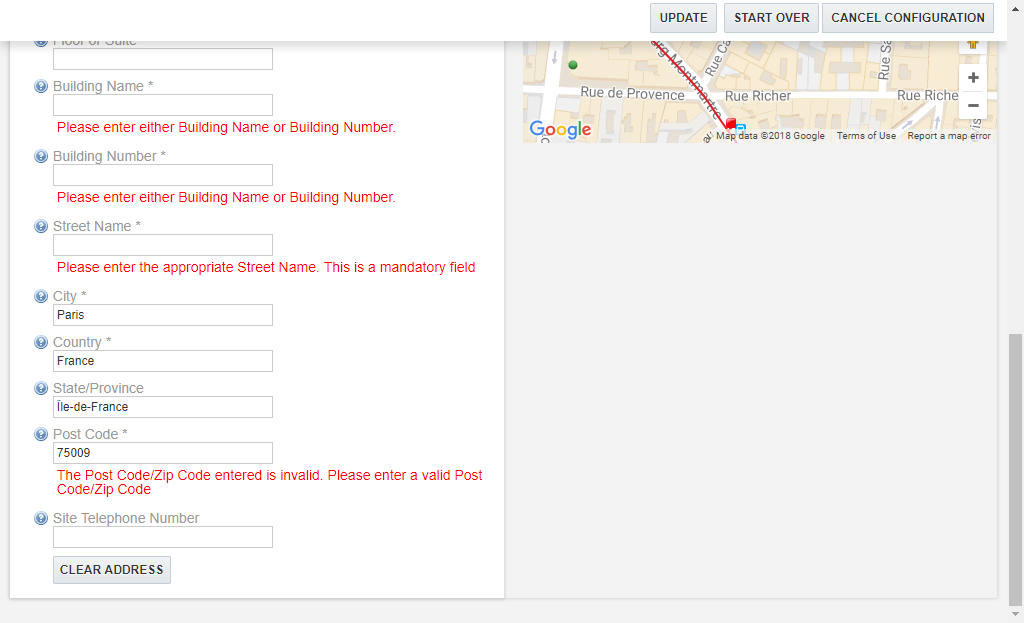 UPDATE
START OVER
CANCEL CONFIGURATION
Floor or Suite
Building Name *
Please enter either Building Name or Building Number.
Building Number *
Please enter either Building Name or Building Number.
Street Name *
Please enter the appropriate Street Name. This is a mandatory field
City *
Paris
Country *
France
State/Province
Île-de-France
Post Code *
75009
The Post Code/Zip Code entered is invalid. Please enter a valid Post
Code/Zip Code
Site Telephone Number
CLEAR ADDRESS
Montmartre
Rue
Rue de Provence
Rue Richer
Rue Riche
Google
Map data ©2018 Google
Terms of Use
Report a map error